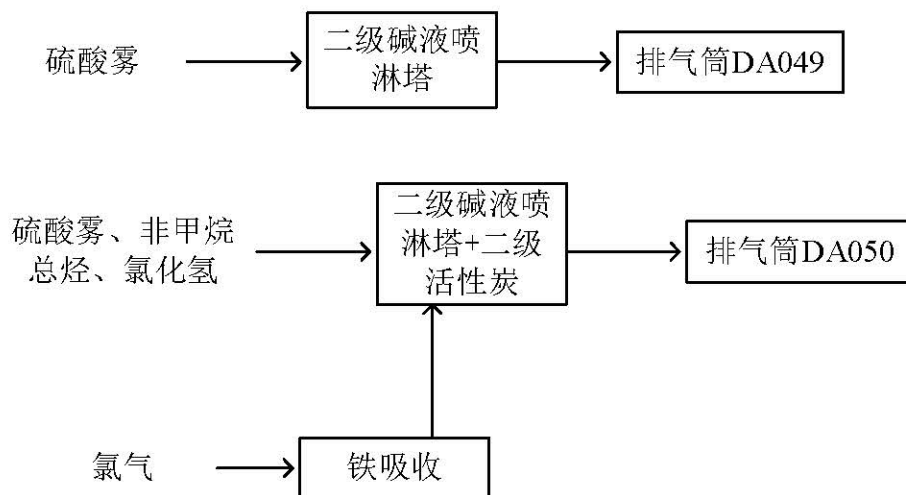 硫酸雾
二级碱液喷
淋塔
排气筒DA049
硫酸雾、非甲烷
总烃、氯化氢
二级碱液喷
淋塔+二级
活性炭
排气筒DA050
氯气
铁吸收